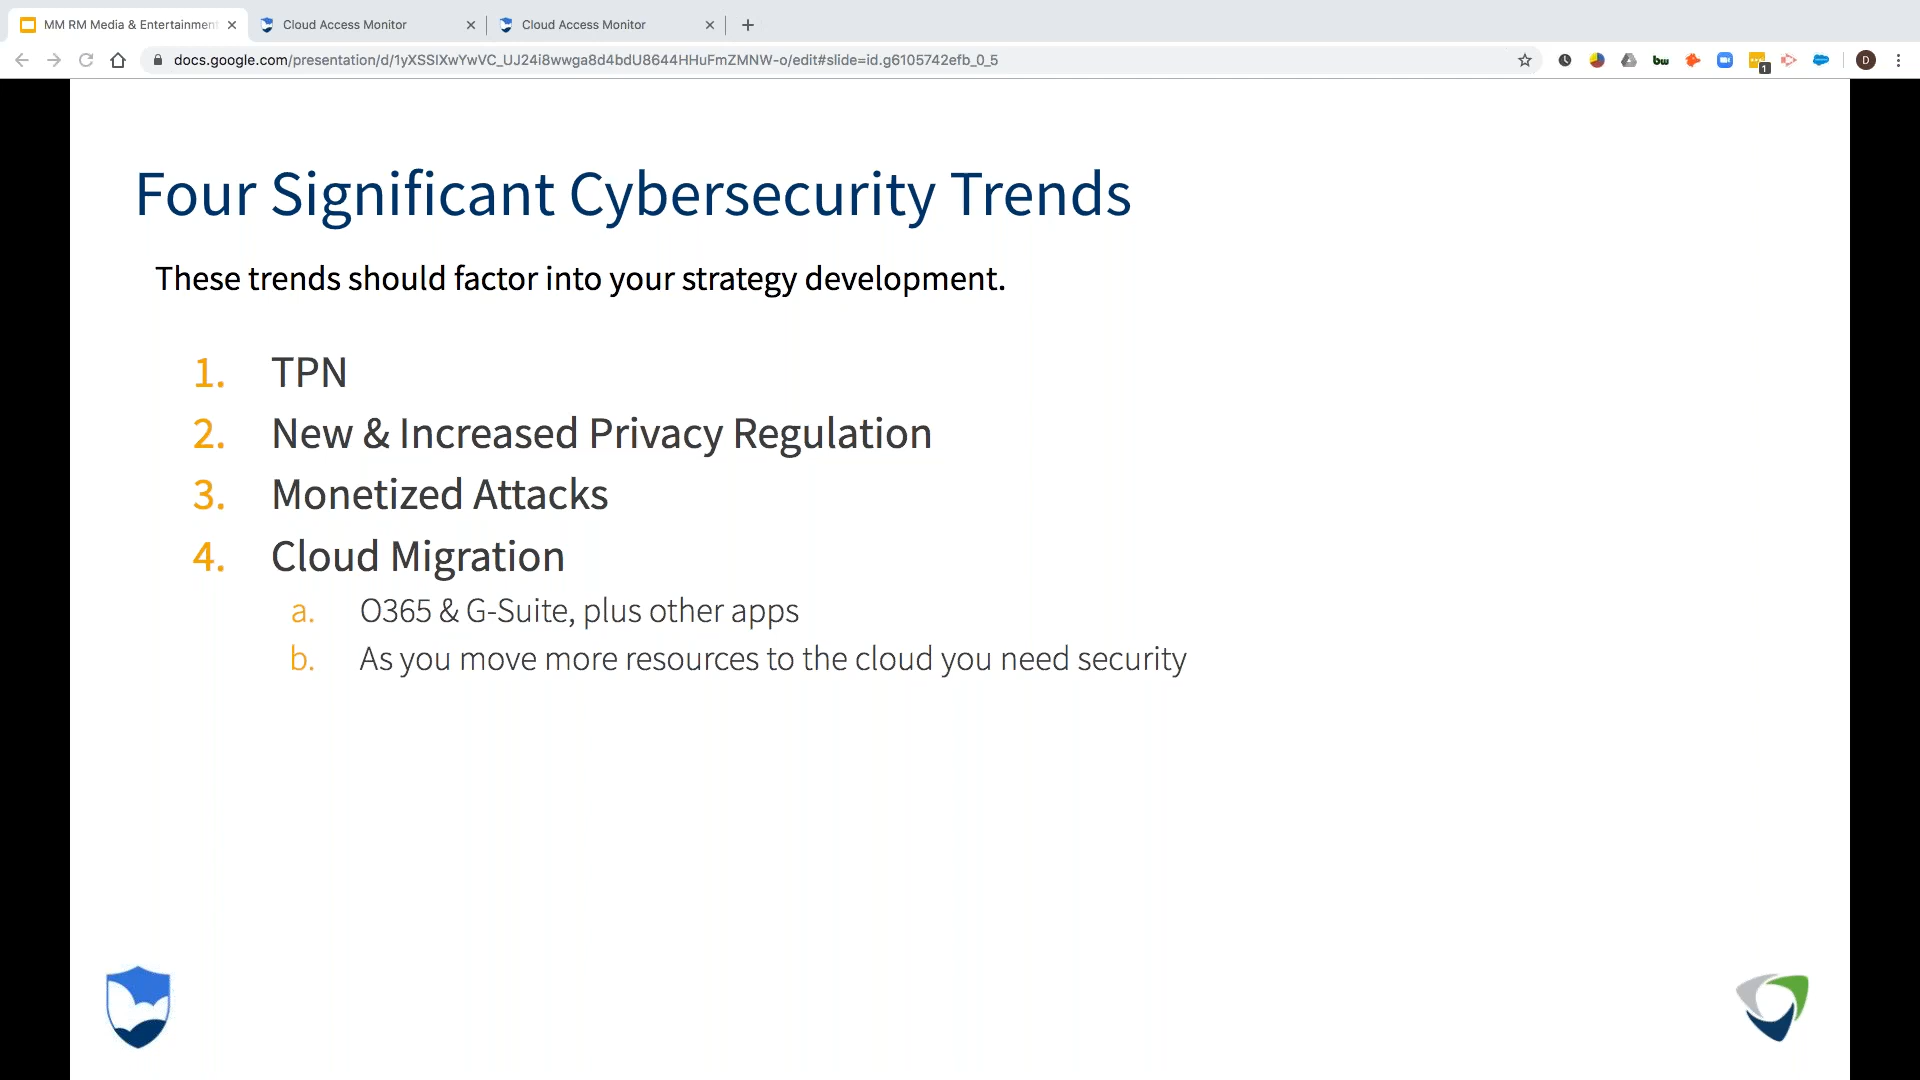 MM RM Media & Entertainment
Cloud Access Monitor
Cloud Access Monitor
docs.google.com/presentation/d/1yXSSIXwYwVC_UJ24i8wwga8d4bdU8644HHuFmZMNW-o/edit#slide=id.g6105742efb_0_5
bw
1
D
Four Significant Cybersecurity Trends
These trends should factor into your strategy development.
1. TPN
2. New & Increased Privacy Regulation
3. Monetized Attacks
4. Cloud Migration
a. O365 & G-Suite, plus other apps
b. As you move more resources to the cloud you need security